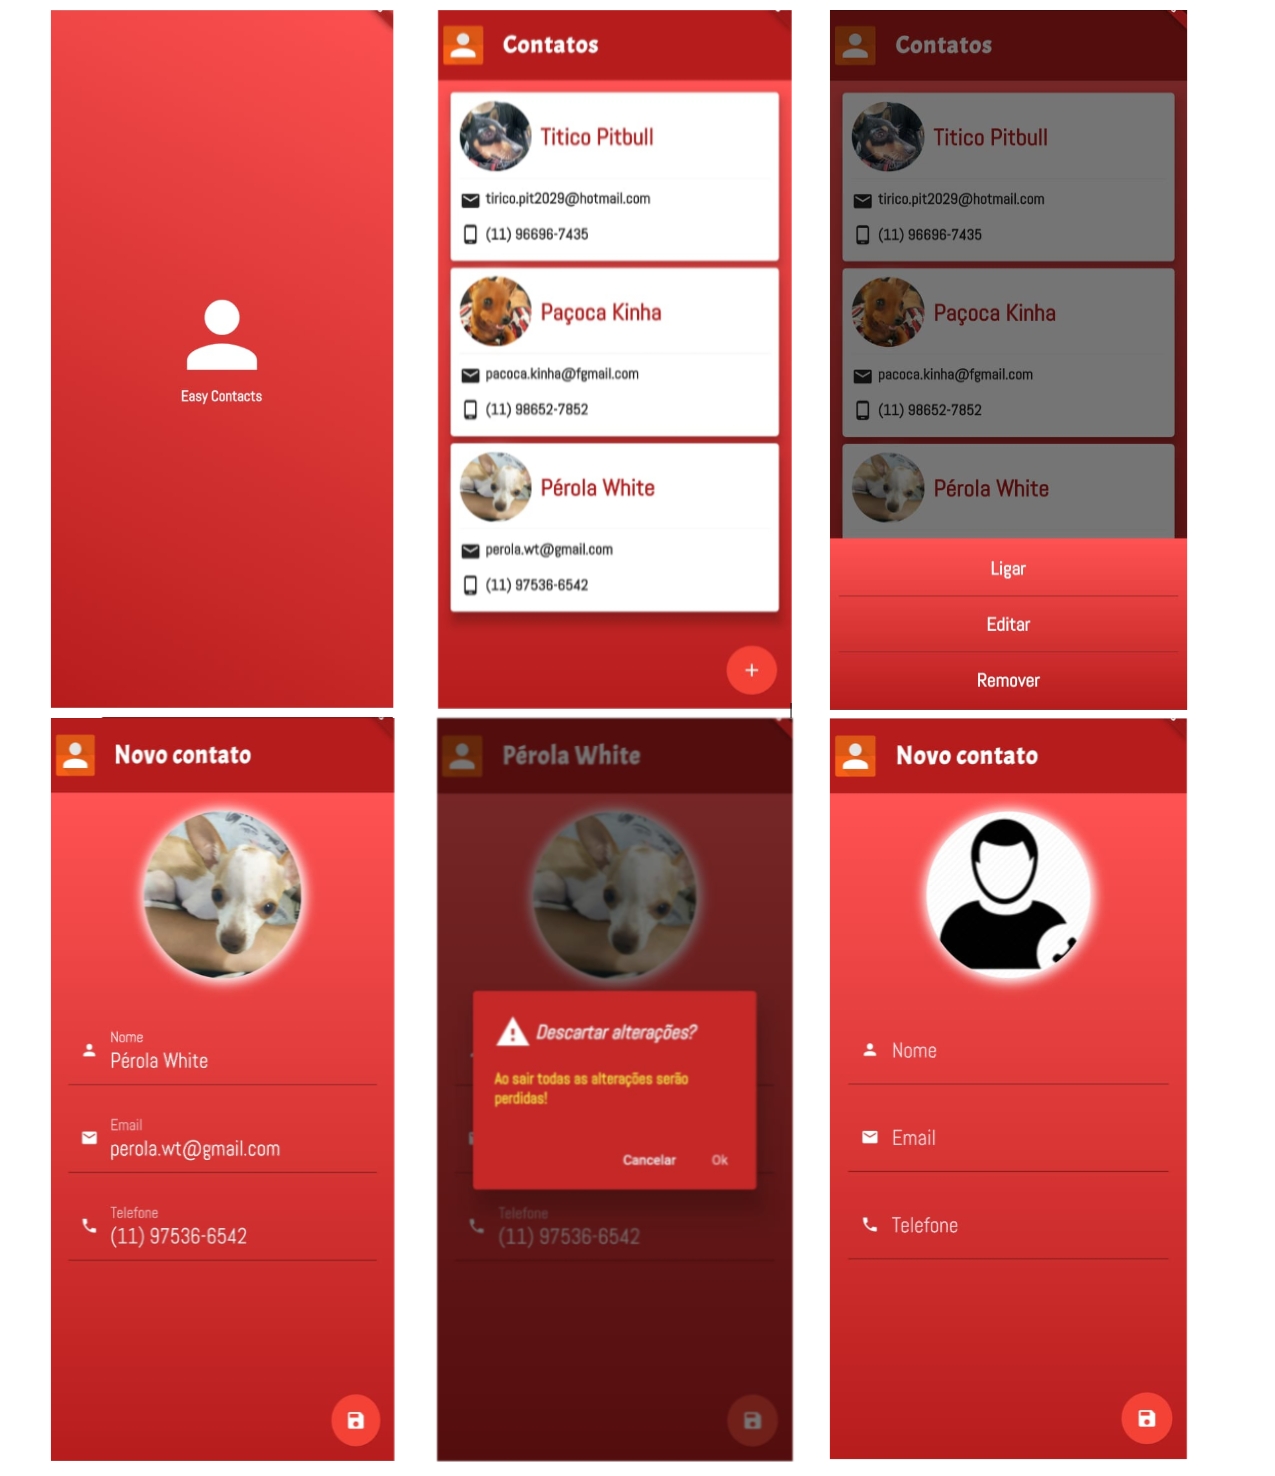 Easy Contacts
Contatos
Titico Pitbull
tirico.pit2029@hotmail.com
(11) 96696-7435
Paçoca Kinha
pacoca.kinha@fgmail.com
(11) 98652-7852
Pérola White
perola.wt@gmail.com
(11) 97536-6542
Contatos
Titico Pitbull
tirico.pit2029@hotmail.com
(11) 96696-7435
Paçoca Kinha
pacoca.kinha@fgmail.com
(11) 98652-7852
Pérola White
Ligar
Editar
Remover
Novo contato
Nome
Pérola White
Email
perola.wt@gmail.com
Telefone
(11) 97536-6542
Pérola White
Descartar alterações?
Ao sair todas as alterações serão
perdidas!
Cancelar Ok
Telefone
(11) 97536-6542
Novo contato
Nome
Email
Telefone